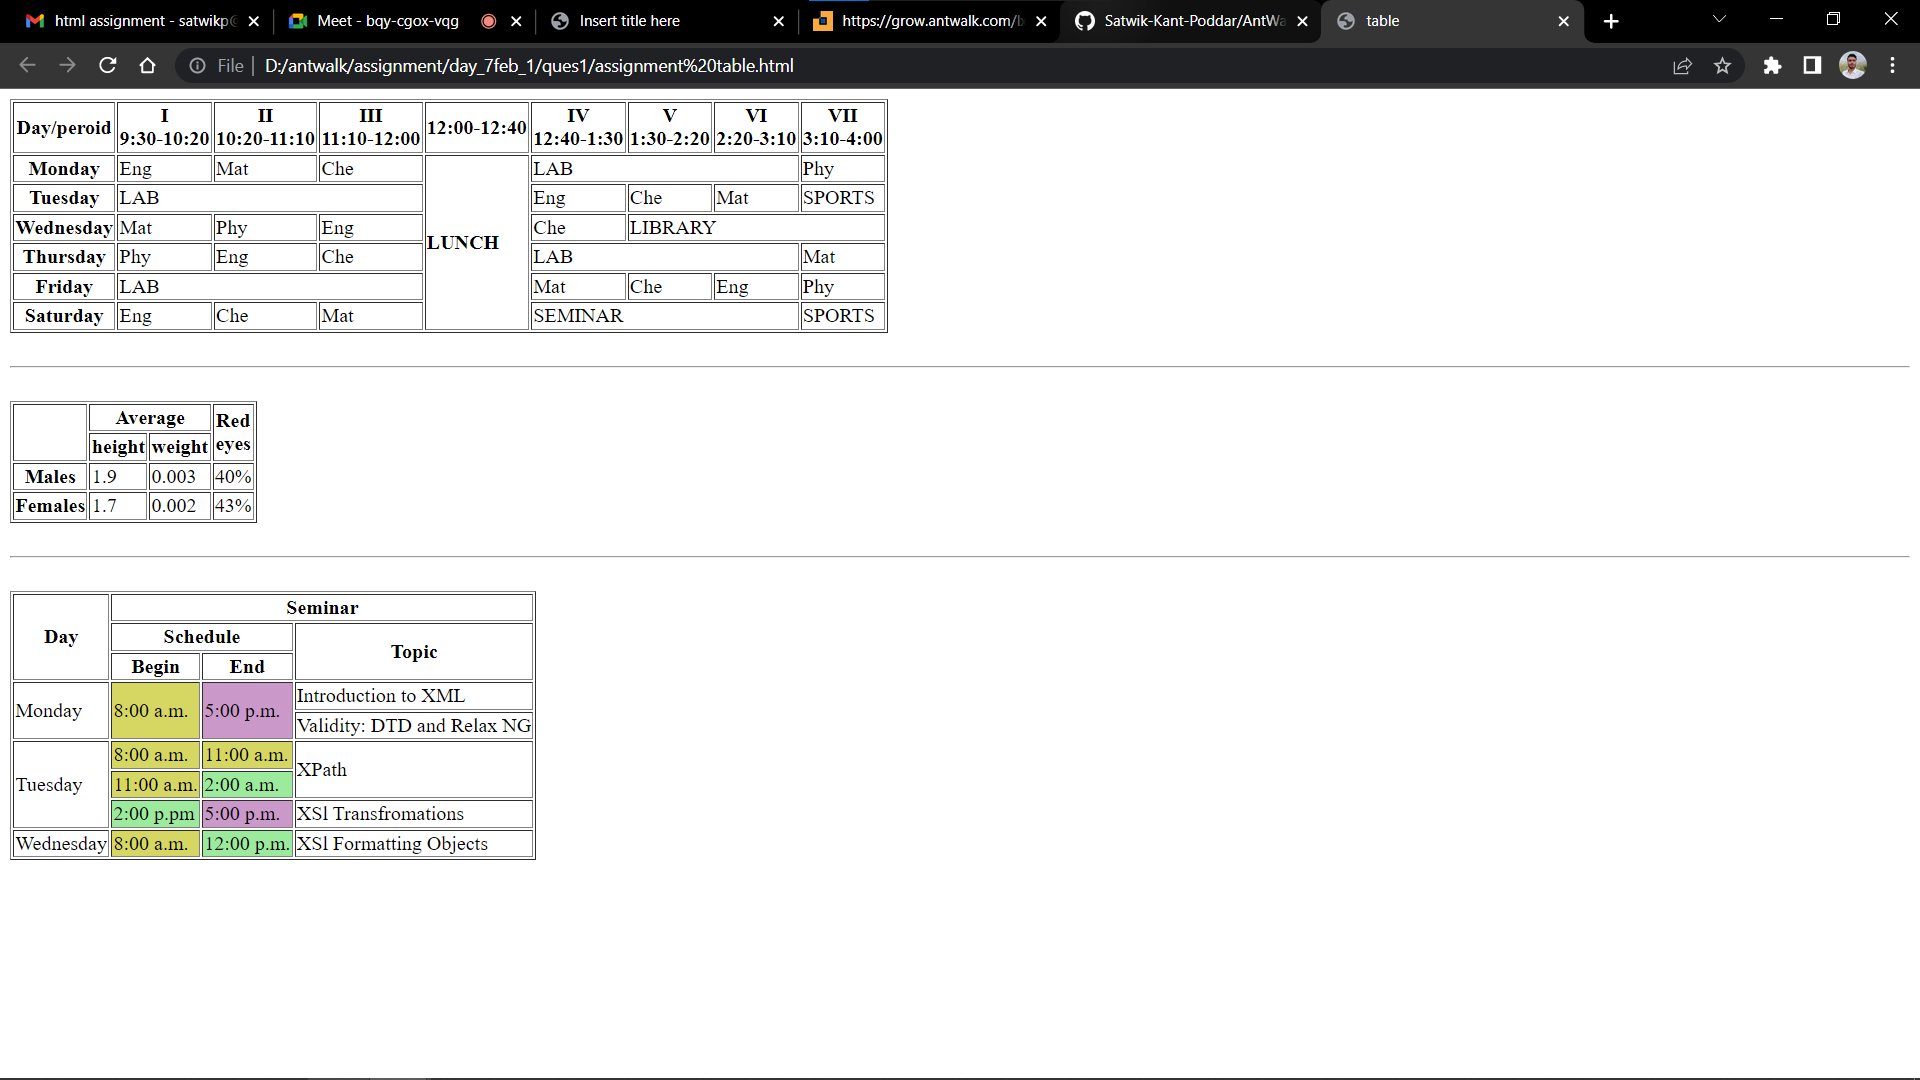 html assignment - satwikp@
Meet - bqy-cgox-vqg
Insert title here
https://grow.antwalk.com/
Satwik-Kant-Poddar/AntWa
table
File | D:/antwalk/assignment/day_7feb_1/ques1/assignment%20table.html
Day/peroid I 9:30-10:20 II 10:20-11:10 III 11:10-12:00 12:00-12:40 IV 12:40-1:30 V 1:30-2:20 VI 2:20-3:10 VII 3:10-4:00
Monday Eng Mat Che LUNCH LAB Phy
Tuesday LAB Eng Che Mat SPORTS
Wednesday Mat Phy Eng Che LIBRARY
Thursday Phy Eng Che LAB Mat
Friday LAB Mat Che Eng Phy
Saturday Eng Che Mat SEMINAR SPORTS
Average Red eyes
height weight
Males 1.9 0.003 40%
Females 1.7 0.002 43%
Day Seminar
Schedule Topic
Begin End
Monday 8:00 a.m. 5:00 p.m. Introduction to XML
Validity: DTD and Relax NG
Tuesday 8:00 a.m. 11:00 a.m. XPath
11:00 a.m. 2:00 a.m.
2:00 p.pm 5:00 p.m. XSl Transfromations
Wednesday 8:00 a.m. 12:00 p.m. XSl Formatting Objects